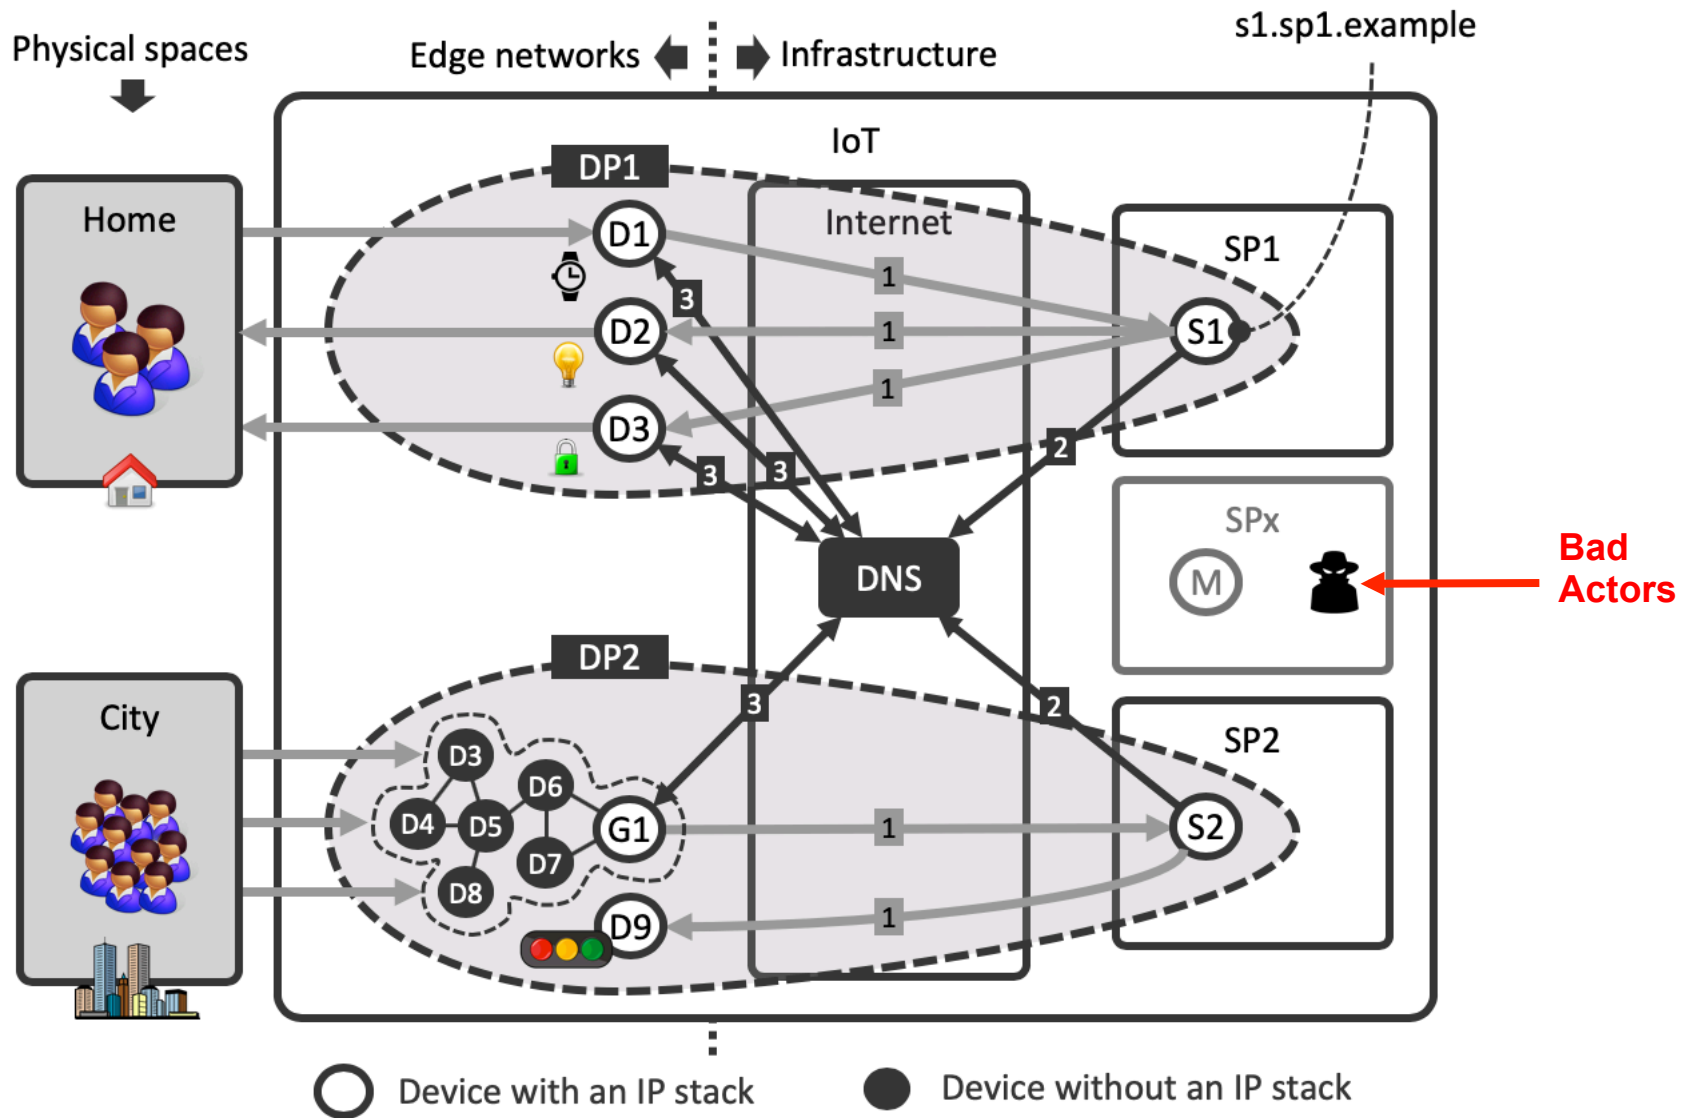 s1.sp1.example
Physical spaces
Edge networks
Infrastructure
IoT
DP1
Home
D1
Internet
SP1
1
3
D2
1
S1
1
D3
2
3
3
SPx
Bad
Actors
M
DNS
DP2
City
3
2
SP2
D3
D6
D4
D5
G1
1
S2
D7
D8
1
D9
Device with an IP stack
Device without an IP stack